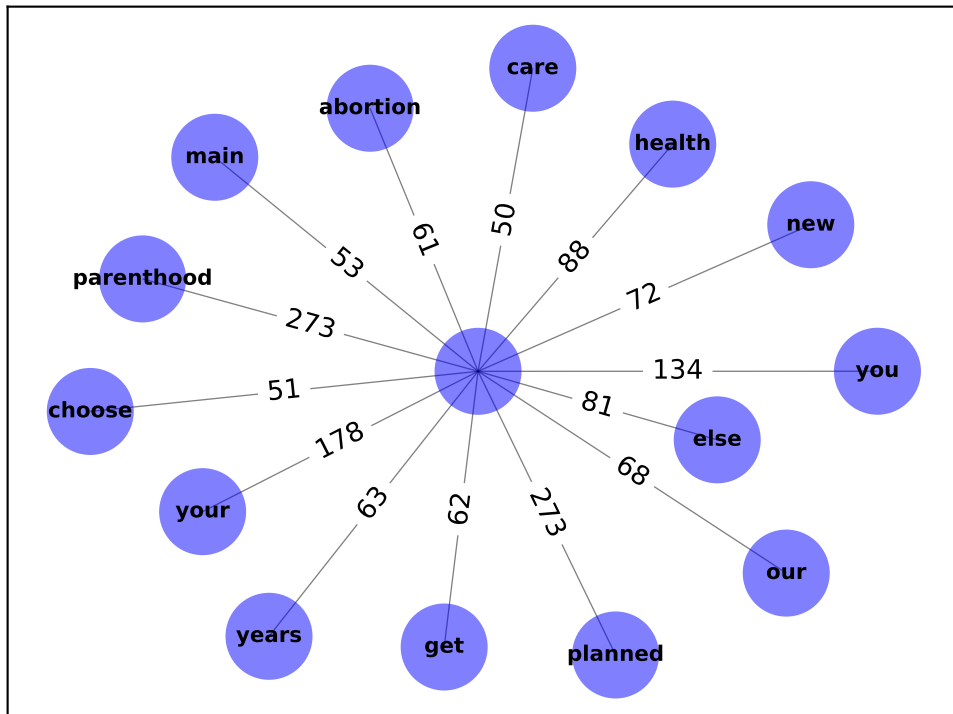 care
abortion
health
main
50
61
new
88
53
parenthood
72
273
134
you
51
81
choose
else
178
68
63
62
273
your
our
years
get
planned